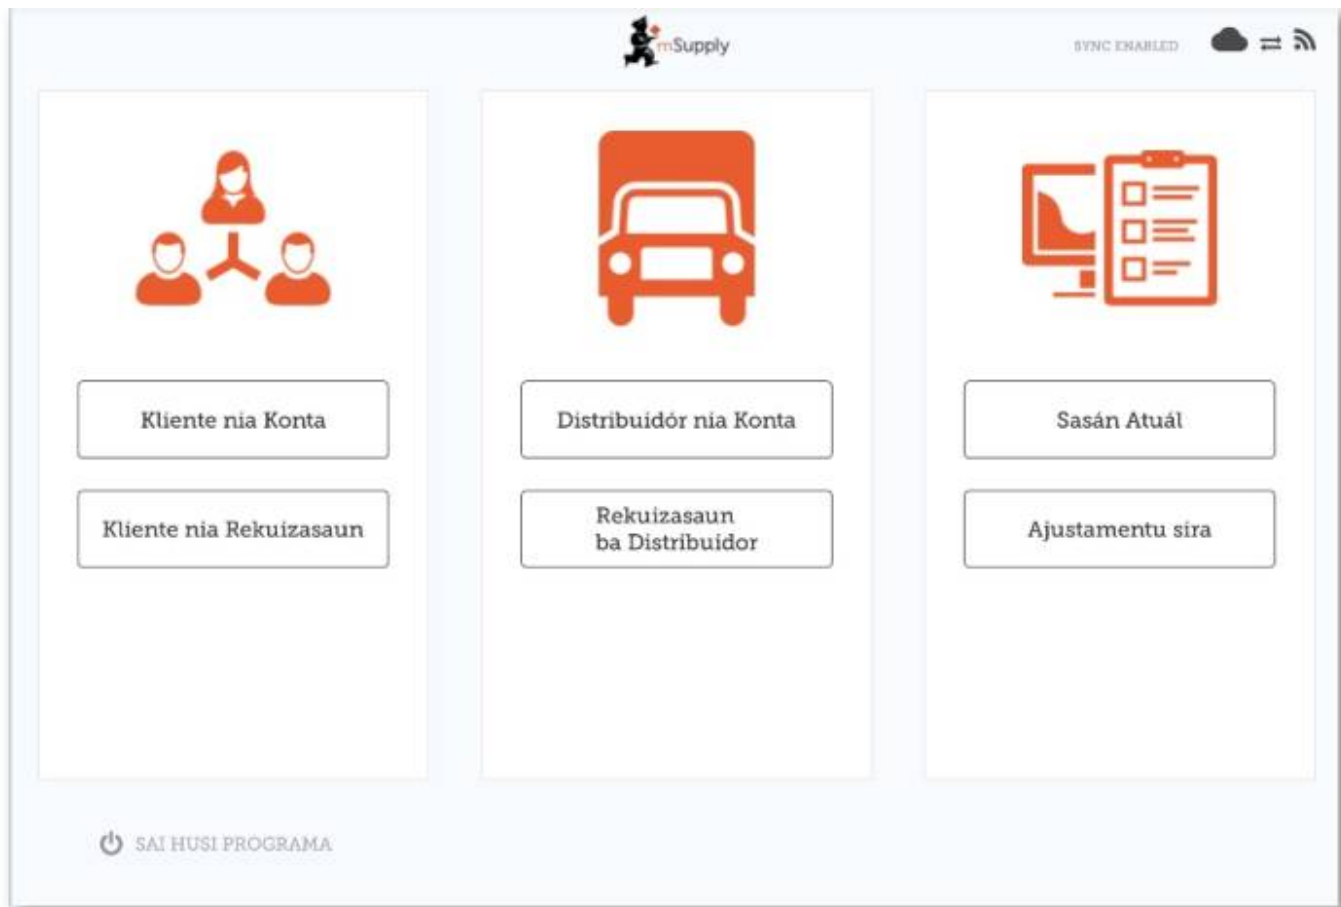 mSupply
SYNC ENABLED
Kliente nia Konta
Kliente nia Rekuizasaun
Distribuidór nia Konta
Rekuizasaun
ba Distribuidor
Sasán Atuál
Ajustamentu sira
SAI HUSI PROGRAMA